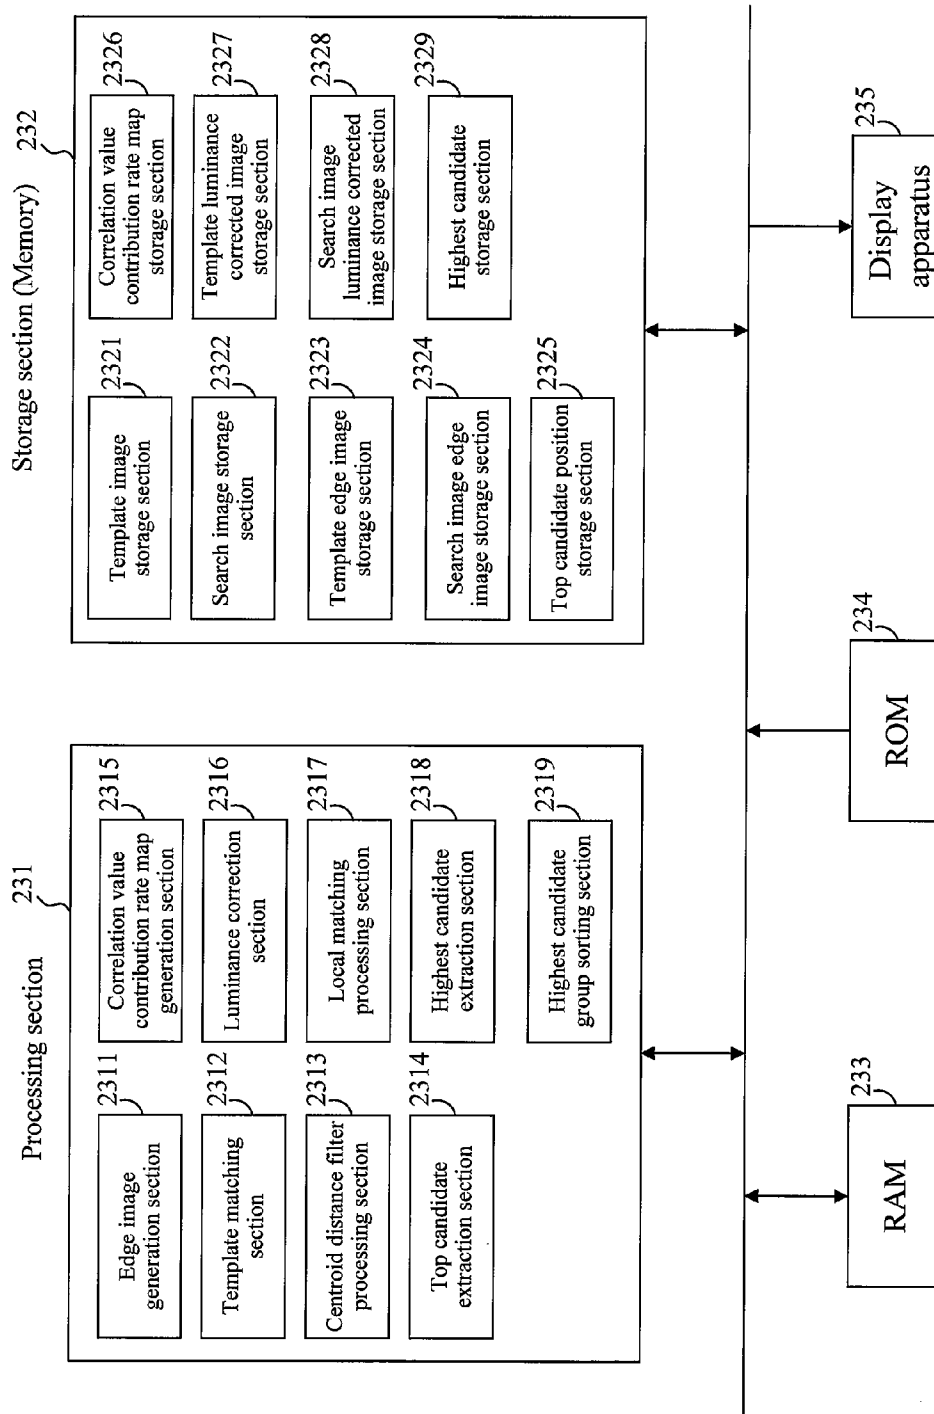 Processing section
231
Edge image
generation section
2311
Template matching
section
2312
Centroid distance filter
processing section
2313
Top candidate
extraction section
2314
Correlation value
contribution rate map
generation section
2315
Luminance correction
section
2316
Local matching
processing section
2317
Highest candidate
extraction section
2318
Highest candidate
group sorting section
2319
Storage section (Memory)
232
Template image
storage section
2321
Search image storage
section
2322
Template edge image
storage section
2323
Search image edge
image storage section
2324
Top candidate position
storage section
2325
Correlation value
contribution rate map
storage section
2326
Template luminance
corrected image
storage section
2327
Search image
luminance corrected
image storage section
2328
Highest candidate
storage section
2329
RAM
233
ROM
234
Display
apparatus
235